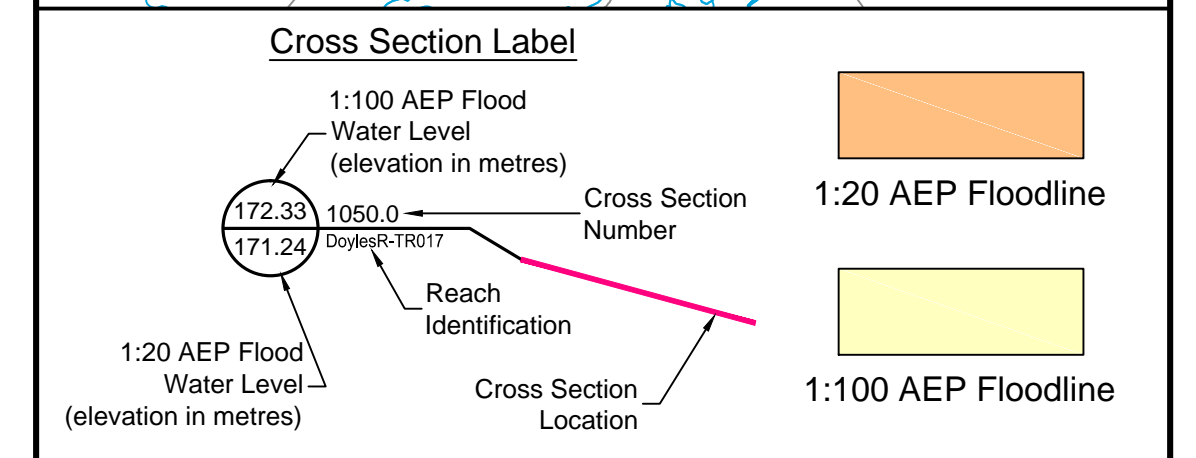 Cross Section Label
1:100 AEP Flood
Water Level
(elevation in metres)
172.33
171.24
1050.0
DoylesR-TR017
Cross Section
Number
Reach
Identification
1:20 AEP Flood
Water Level
(elevation in metres)
Cross Section
Location
1:20 AEP Floodline
1:100 AEP Floodline